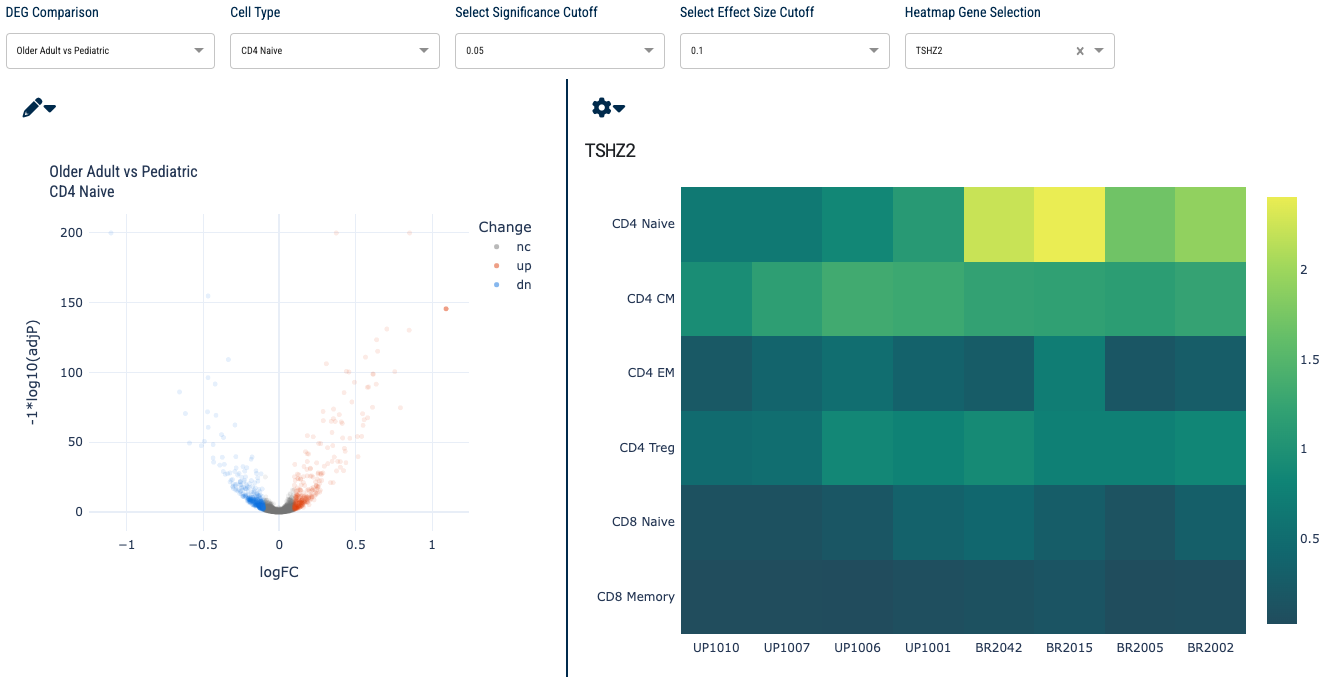 DEG Comparison
Cell Type
Select Significance Cutoff
Select Effect Size Cutoff
Heatmap Gene Selection
Older Adult vs Pediatric
CD4 Naive
0.05
0.1
TSHZ2
Older Adult vs Pediatric
CD4 Naive
Change
nc
up
dn
200
150
100
50
0
-1*log10(adjP)
−1
−0.5
0
0.5
1
logFC
TSHZ2
CD4 Naive
CD4 CM
CD4 EM
CD4 Treg
CD8 Naive
CD8 Memory
UP1010
UP1007
UP1006
UP1001
BR2042
BR2015
BR2005
BR2002
2
1.5
1
0.5